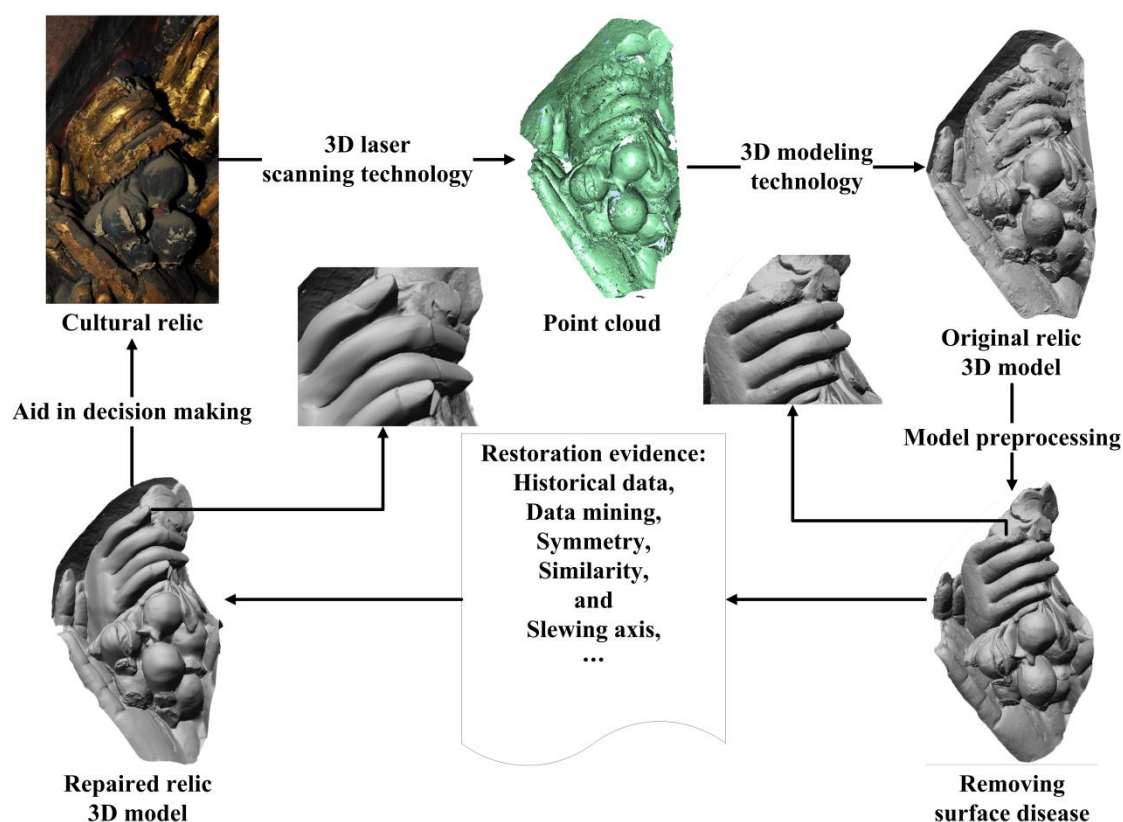 3D laser
scanning technology
3D modeling
technology
Cultural relic
Point cloud
Original relic
3D model
Aid in decision making
Model preprocessing
Restoration evidence:
Historical data,
Data mining,
Symmetry,
Similarity,
and
Slewing axis,
...
Repaired relic
3D model
Removing
surface disease